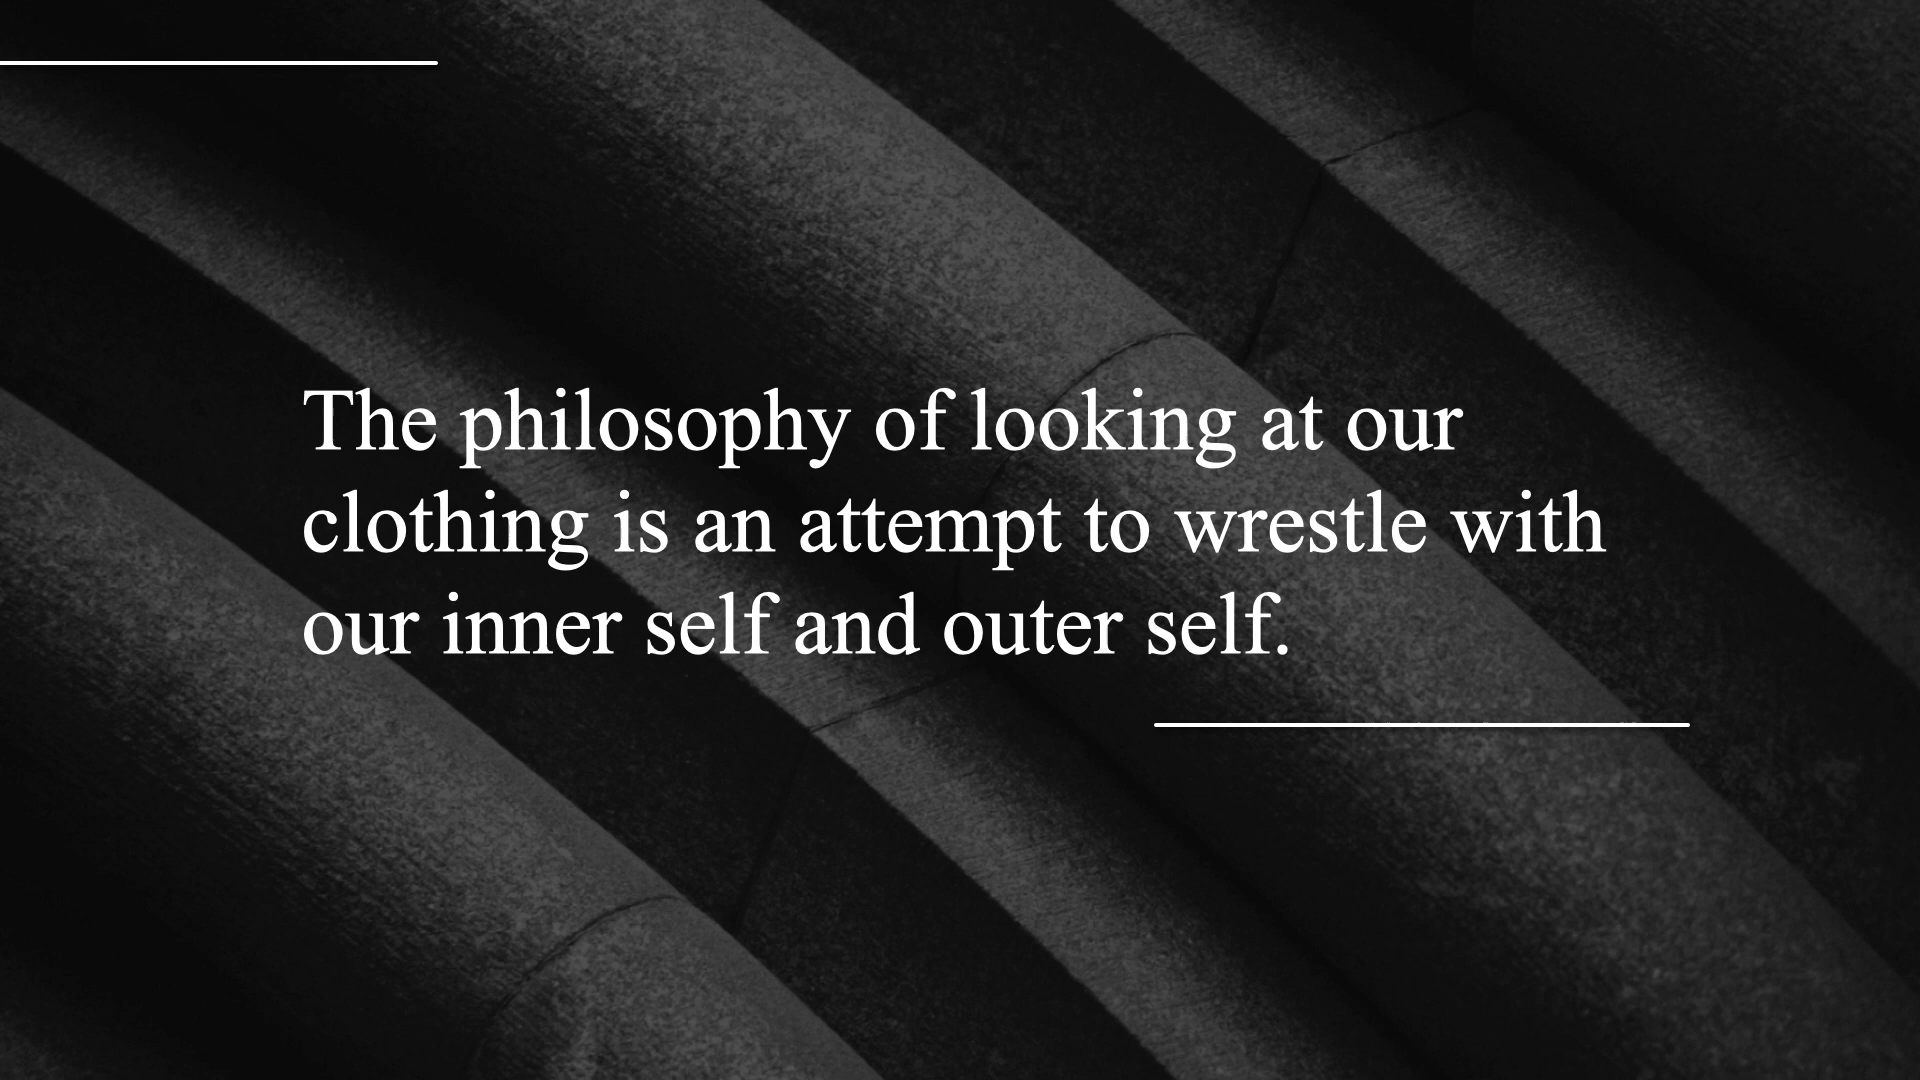 The philosophy of looking at our
clothing is an attempt to wrestle with
our inner self and outer self.